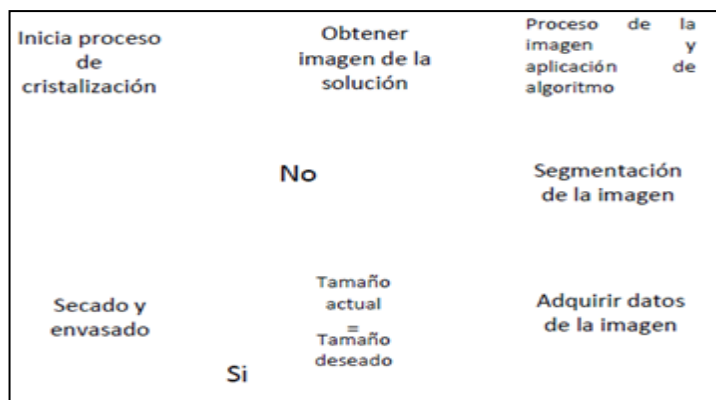 Inicia proceso
de
cristalización
Obtener
imagen de la
solución
Proceso de la
imagen y
aplicación de
algoritmo
No
Segmentación
de la imagen
Secado y
envasado
Tamaño
actual
=
Tamaño
deseado
Adquirir datos
de la imagen
Si